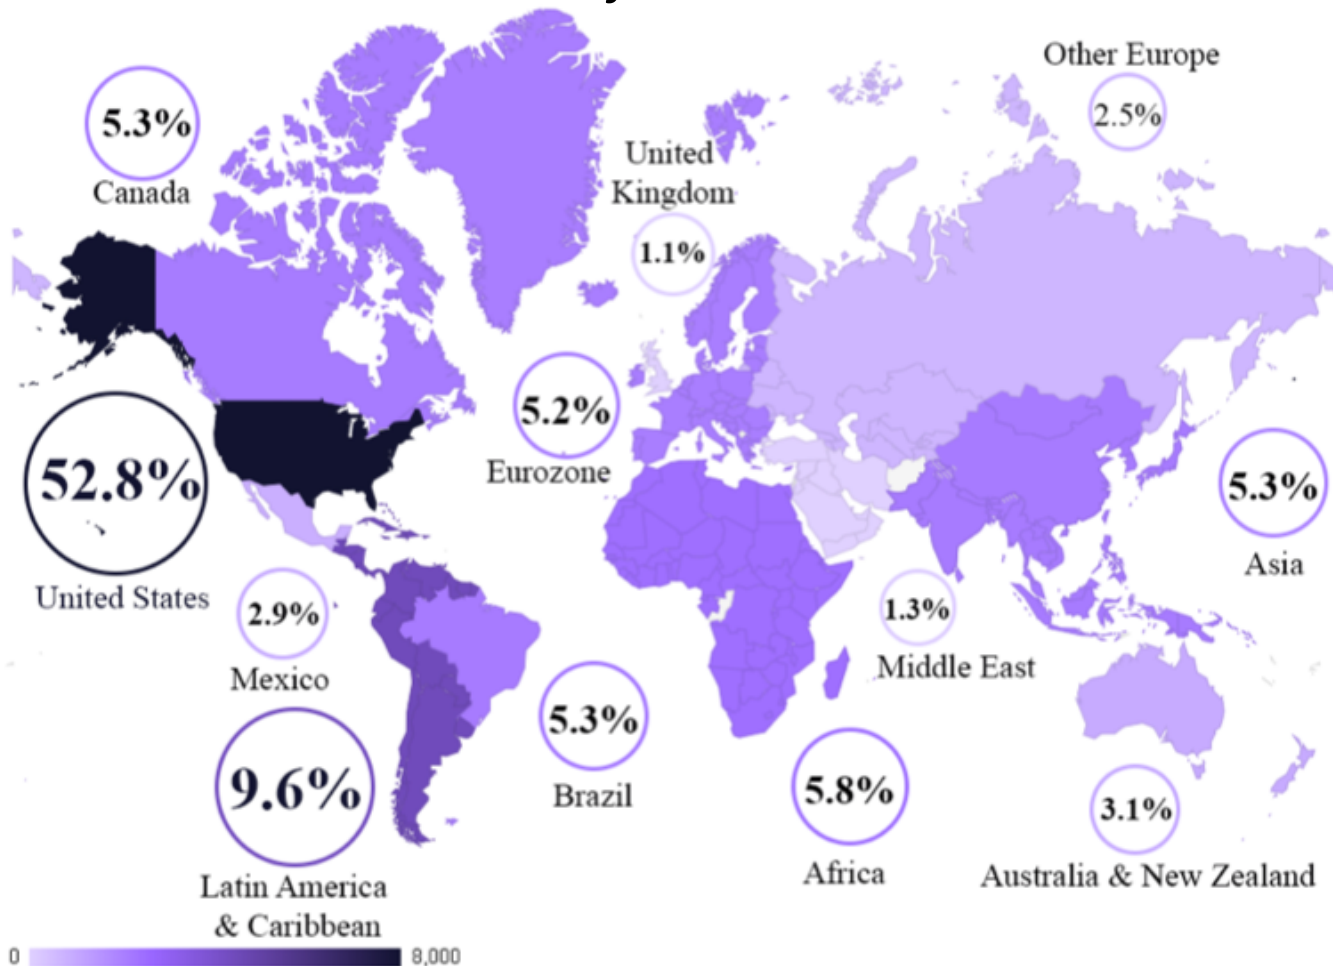 Other Europe
2.5%
5.3%
Canada
United
Kingdom
1.1%
52.8%
United States
5.2%
Eurozone
5.3%
Asia
2.9%
Mexico
1.3%
Middle East
5.3%
Brazil
9.6%
Latin America
& Caribbean
5.8%
Africa
3.1%
Australia & New Zealand
0
8,000